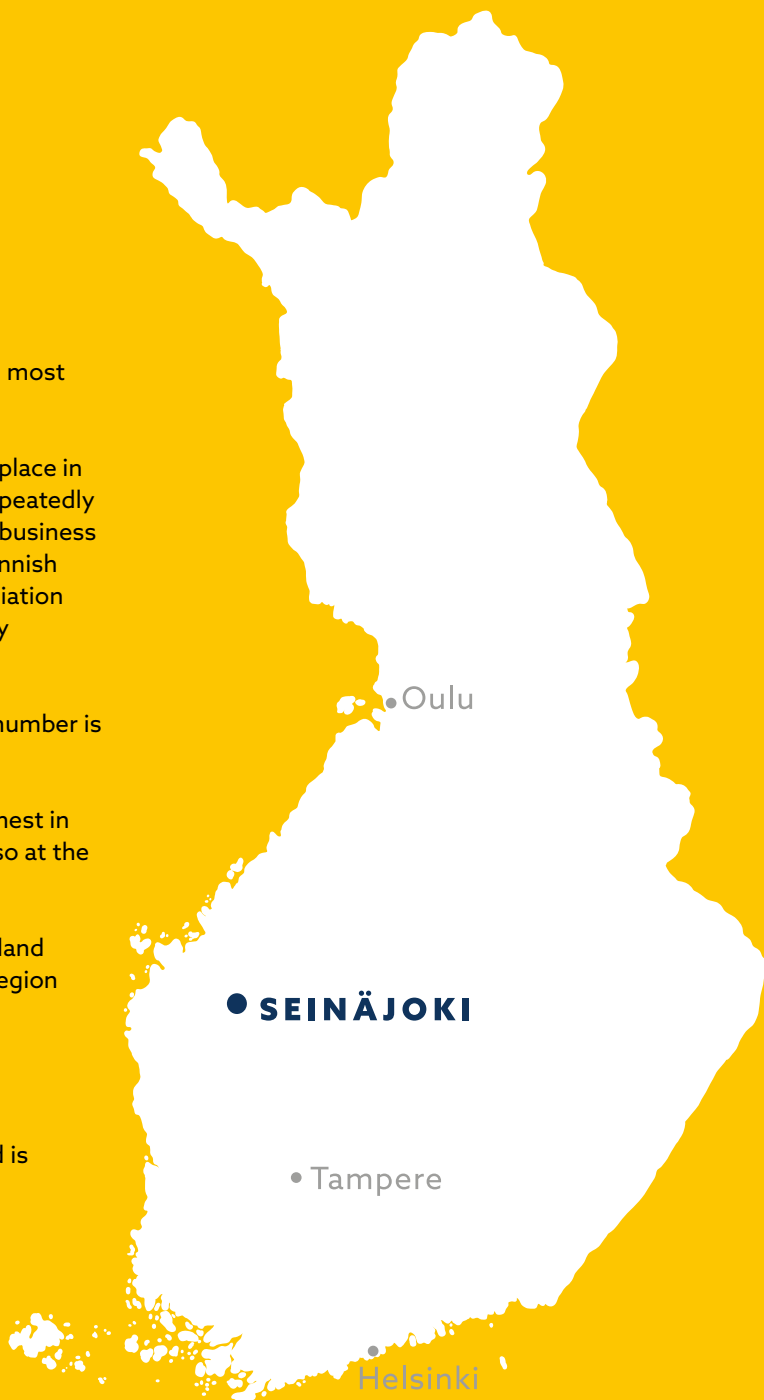 most
place in
peatedly
business
nnish
iation
y
number is
nest in
so at the
land
egion
d is
Oulu
SEINÄJOKI
Tampere
Helsinki